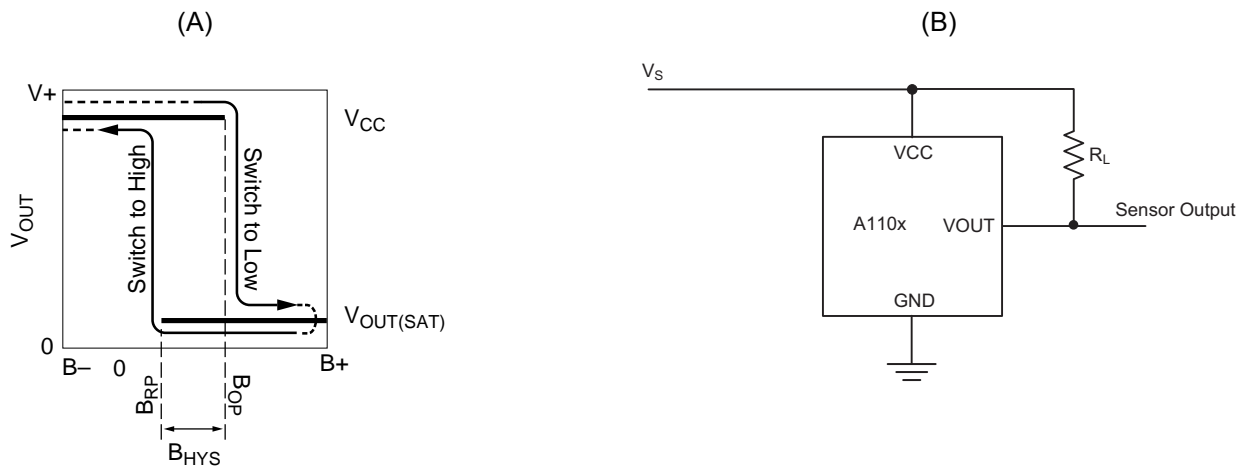 (A)
(B)
V+
VCC
Switch to High
Switch to Low
VOUT
VOUT(SAT)
0
B– 0 B+
BRP
BOP
BHYS
VS
VCC
RL
A110x
VOUT
Sensor Output
GND